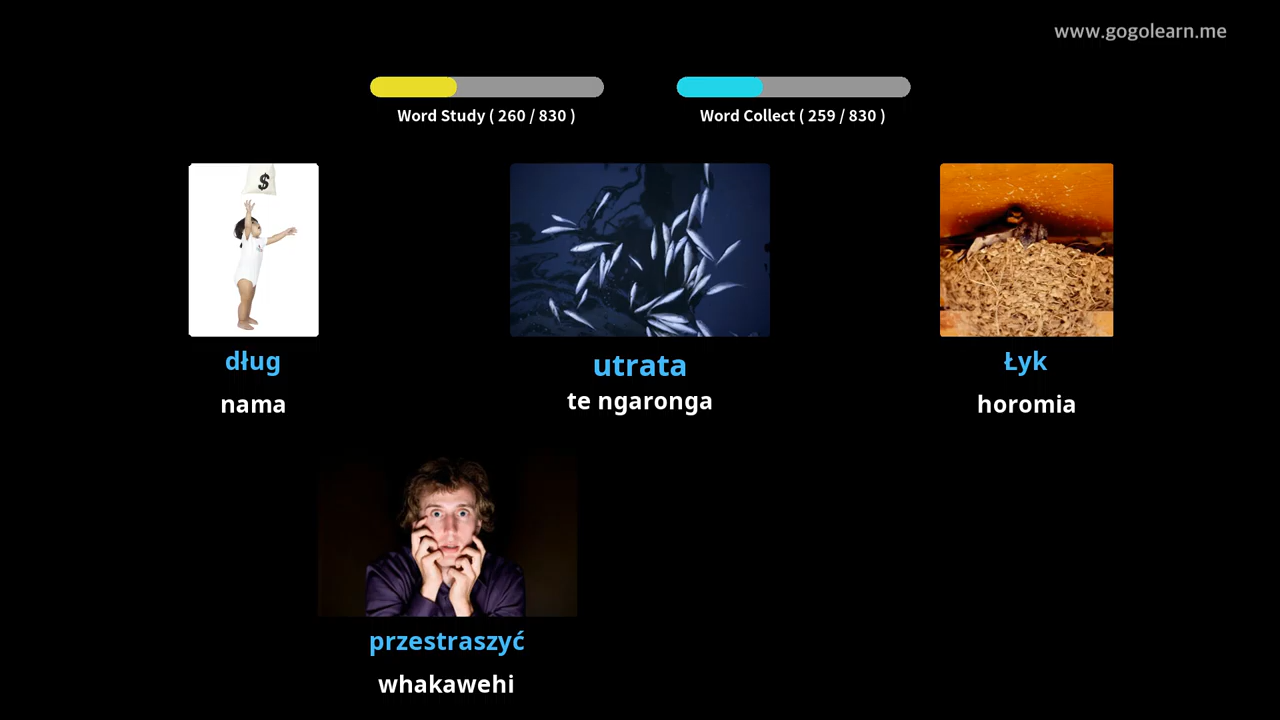 www.gogolearn.me
Word Study ( 260 / 830 )
Word Collect ( 259 / 830 )
$
dług
nama
utrata
te ngaronga
Łyk
horomia
przestraszyć
whakawehi